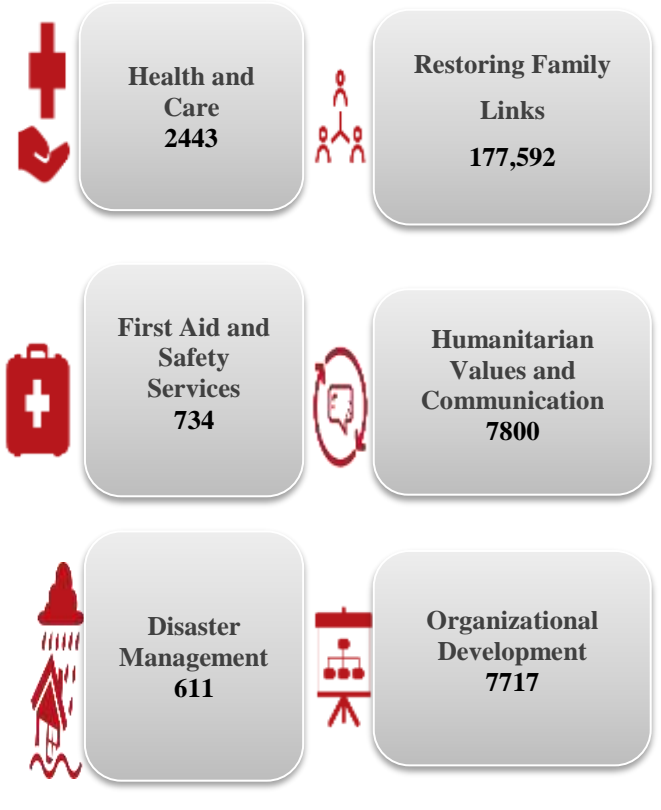 Health and
Care
2443
Restoring Family
Links
177,592
First Aid and
Safety
Services
734
Humanitarian
Values and
Communication
7800
Disaster
Management
611
Organizational
Development
7717